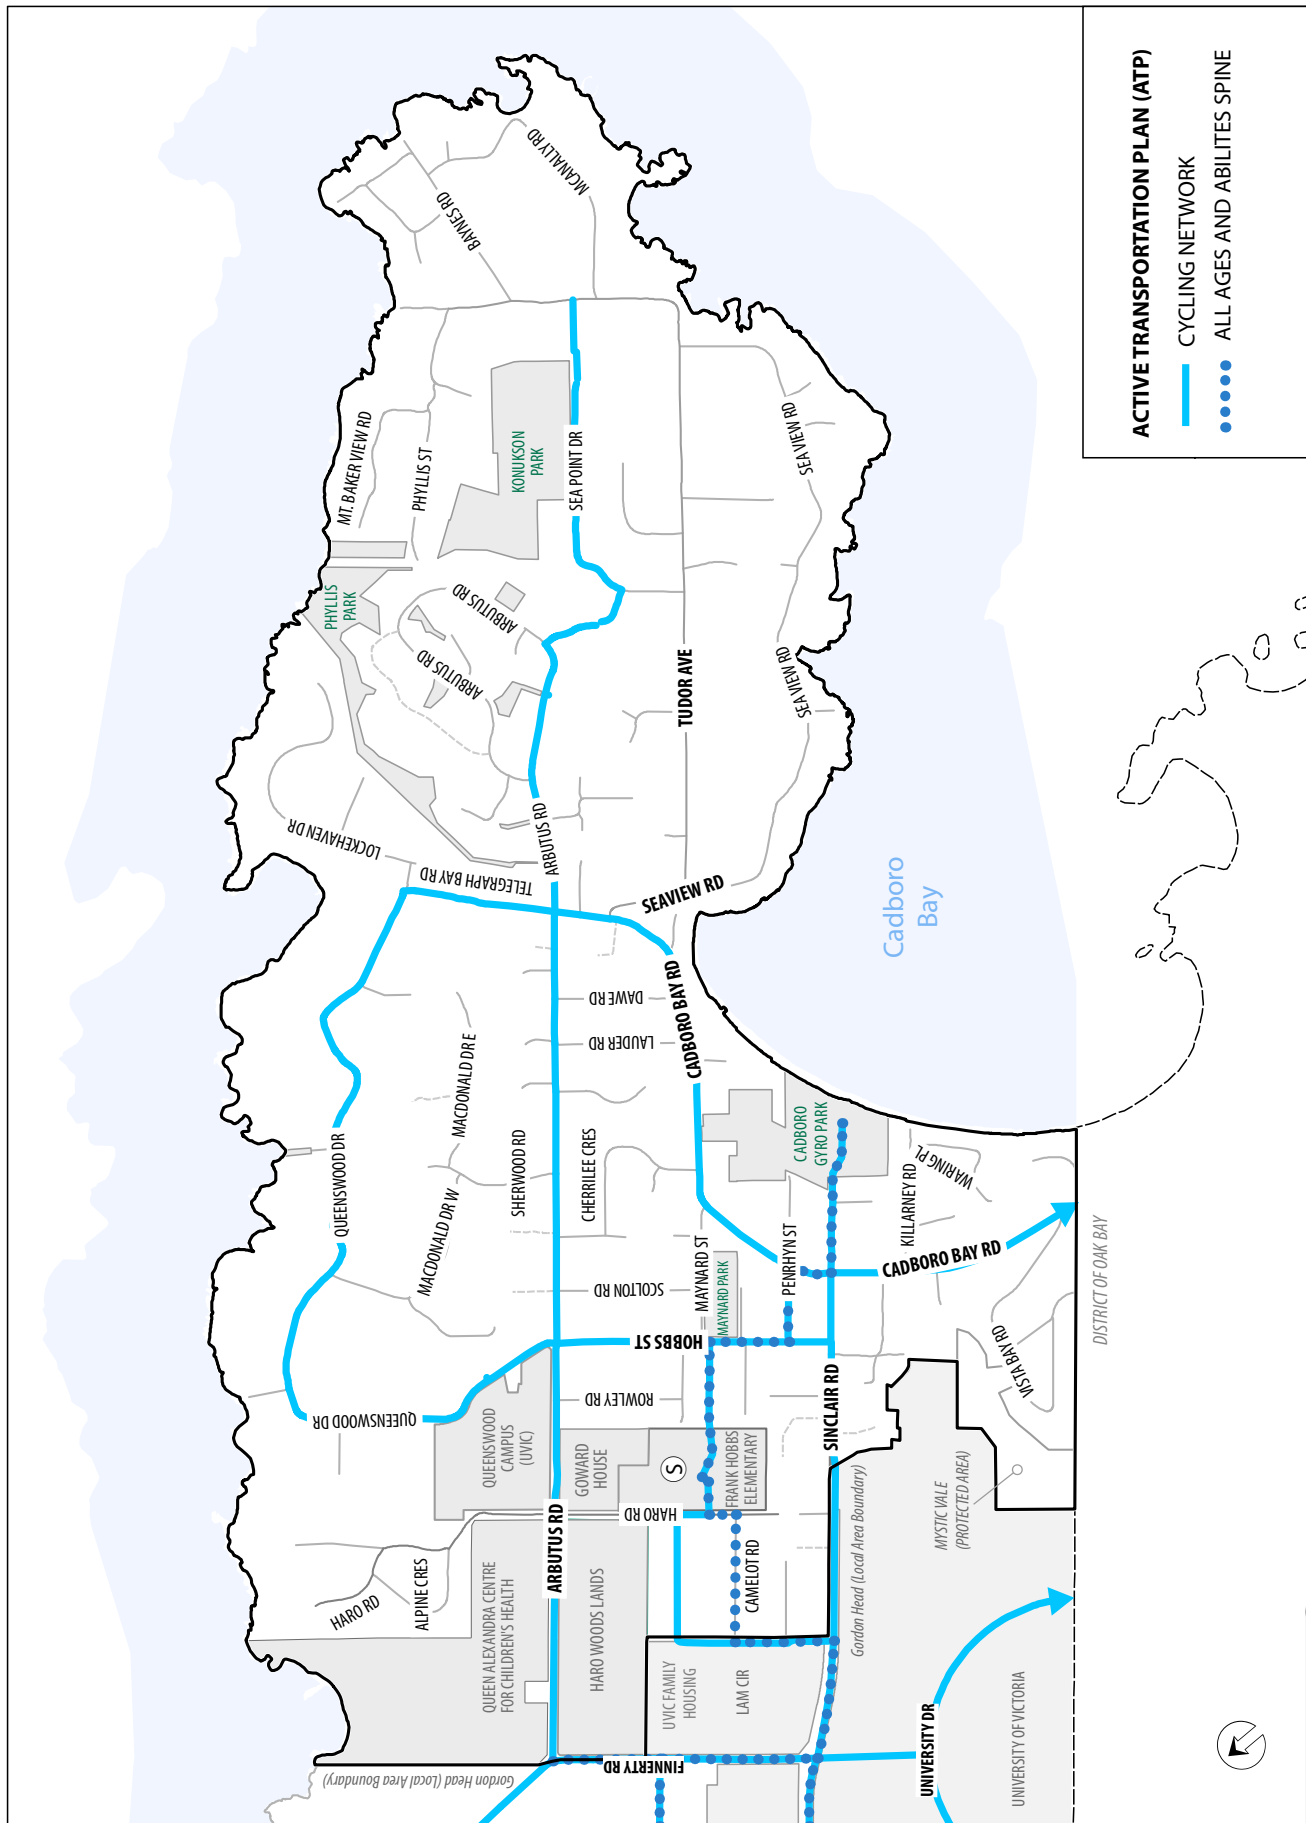 ACTIVE TRANSPORTATION PLAN (ATP)
CYCLING NETWORK
ALL AGES AND ABILITES SPINE
MCANALLY RD
BAYNES RD
MT. BAKER VIEW RD
PHYLLIS ST
KONUKSON
PARK
SEA POINT DR
SEA VIEW RD
PHYLLIS
PARK
ARBUTUS RD
ARBUTUS RD
TUDOR AVE
SEA VIEW RD
LOCKEHAVEN DR
TELEGRAPH BAY RD
ARBUTUS RD
SEAVIEW RD
Cadboro
Bay
CADBORO BAY RD
DAWE RD
LAUDER RD
MACDONALD DR E
QUEENSWOOD DR
SHERWOOD RD
CHERRILEE CRES
MACDONALD DR W
CADBORO
GYRO PARK
WARING PL
KILLARNEY RD
CADBORO BAY RD
PENRHYN ST
MAYNARD ST
MAYNARD PARK
SCOLTON RD
HOBBS ST
DISTRICT OF OAK BAY
VISTA BAY RD
SINCLAIR RD
ROWLEY RD
QUEENSWOOD DR
QUEENSWOOD
CAMPUS
(UVIC)
GOWARD
HOUSE
S
FRANK HOBBS
ELEMENTARY
HARO RD
ARBUTUS RD
CAMELOT RD
MYSTIC VALE
(PROTECTED AREA)
Gordon Head (Local Area Boundary)
HARO RD
ALPINE CRES
QUEEN ALEXANDRA CENTRE
FOR CHILDREN'S HEALTH
HARO WOODS LANDS
UVIC FAMILY
HOUSING
LAM CIR
FINNERTY RD
UNIVERSITY DR
UNIVERSITY OF VICTORIA
Gordon Head (Local Area Boundary)